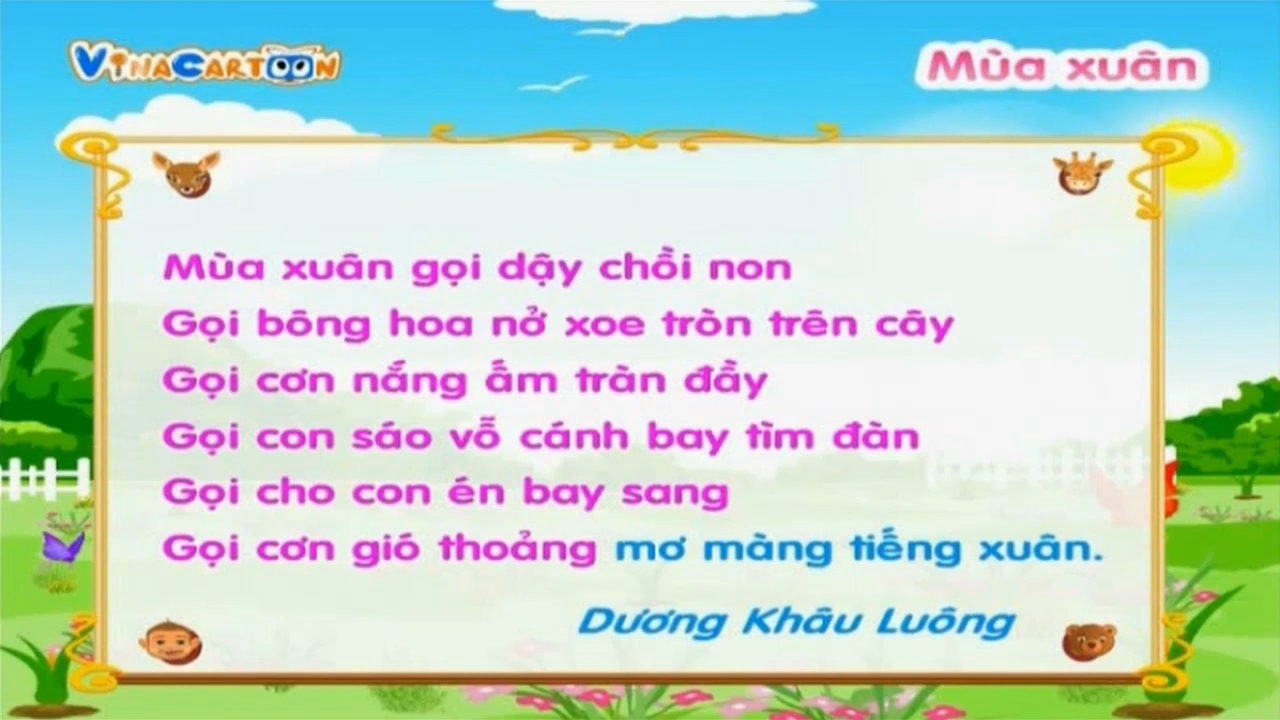 VINACARTOON
Mùa xuân
Mùa xuân gọi dậy chồi non
Gọi bông hoa nở xoe tròn trên cây
Gọi cơn nắng ấm tràn đầy
Gọi con sáo vỗ cánh bay tìm đàn
Gọi cho con én bay sang
Gọi cơn gió thoảng mơ màng tiếng xuân.
Dương Khâu Luông